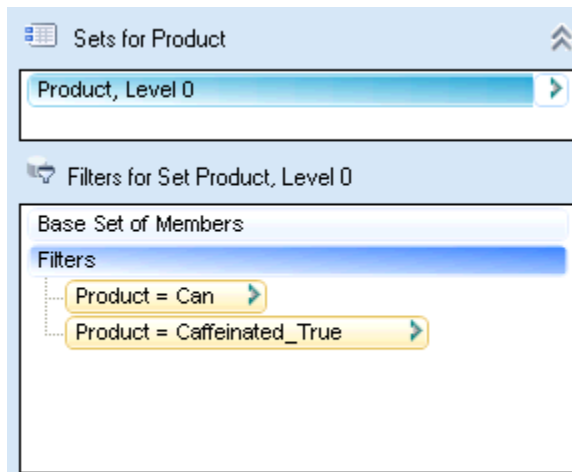 Sets for Product
Product, Level 0
Filters for Set Product, Level 0
Base Set of Members
Filters
Product = Can
Product = Caffeinated_True